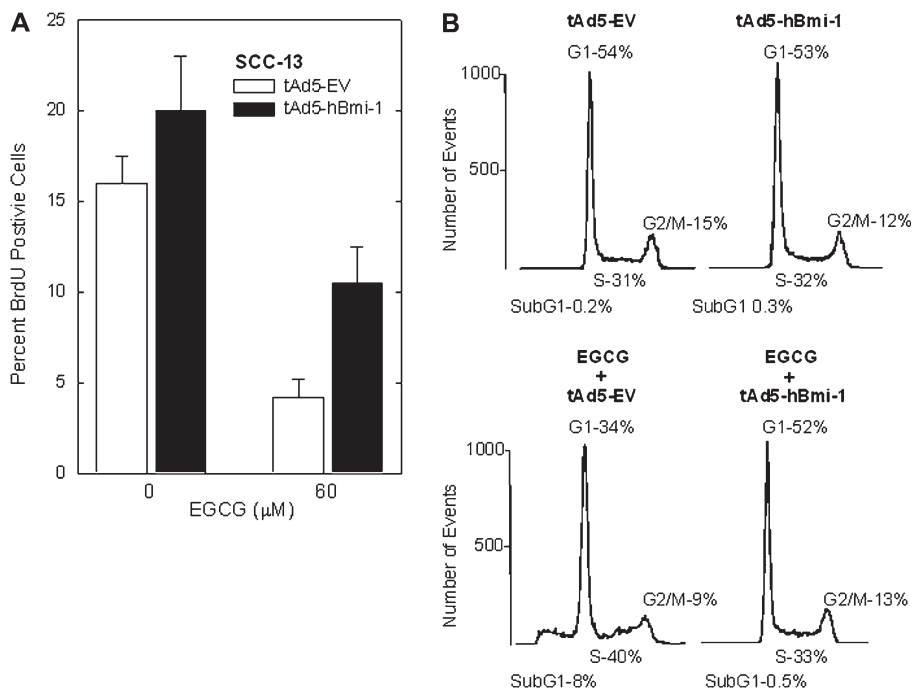 A
25
20
15
10
5
0
Percent BrdU Postivie Cells
SCC-13
tAd5-EV
tAd5-hBmi-1
0
60
EGCG (μM)
B
tAd5-EV
G1-54%
1000
500
Number of Events
G2/M-15%
S-31%
SubG1-0.2%
tAd5-hBmi-1
G1-53%
G2/M-12%
S-32%
SubG1 0.3%
EGCG
+
tAd5-EV
G1-34%
1000
500
Number of Events
G2/M-9%
S-40%
SubG1-8%
EGCG
+
tAd5-hBmi-1
G1-52%
G2/M-13%
S-33%
SubG1-0.5%